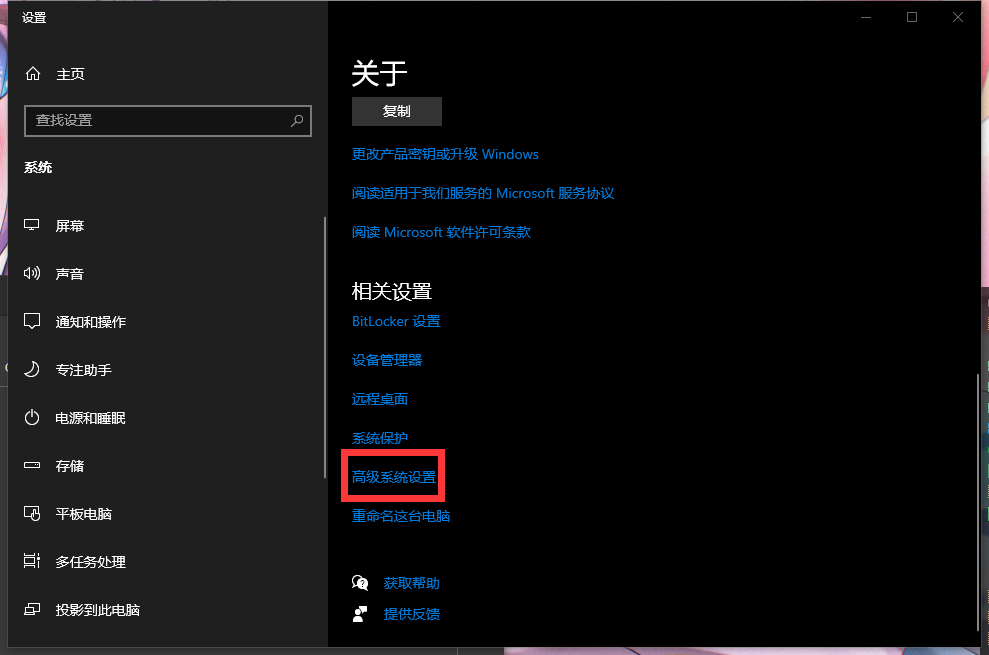 设置
主页
查找设置
系统
屏幕
声音
通知和操作
专注助手
电源和睡眠
存储
平板电脑
多任务处理
投影到此电脑
关于
复制
更改产品密钥或升级 Windows
阅读适用于我们服务的 Microsoft 服务协议
阅读 Microsoft 软件许可条款
相关设置
BitLocker 设置
设备管理器
远程桌面
系统保护
高级系统设置
重命名这台电脑
获取帮助
提供反馈